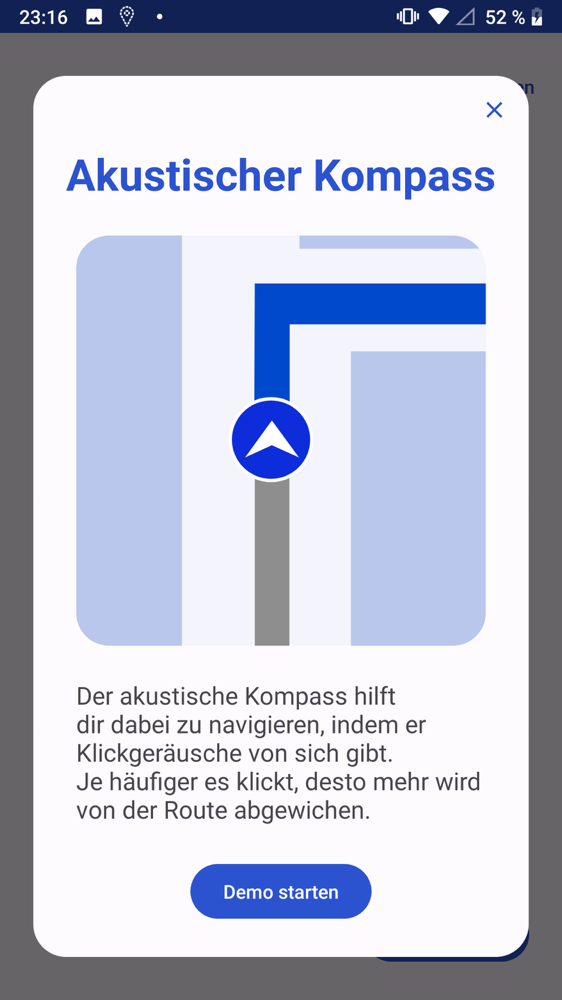 23:16
52 %
Akustischer Kompass
Der akustische Kompass hilft
dir dabei zu navigieren, indem er
Klickgeräusche von sich gibt.
Je häufiger es klickt, desto mehr wird
von der Route abgewichen.
Demo starten